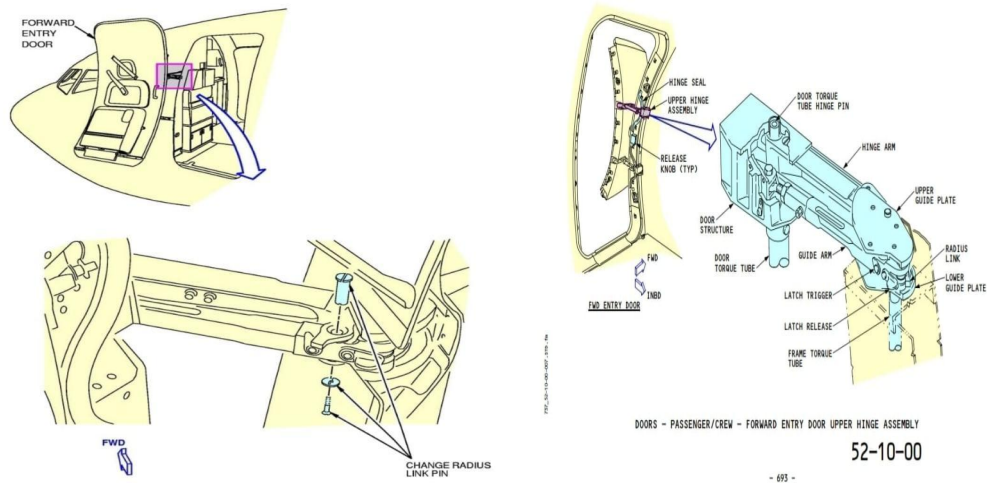 FORWARD
ENTRY
DOOR
FWD
CHANGE RADIUS
LINK PIN
HINGE SEAL
UPPER HINGE
ASSEMBLY
RELEASE
KNOB (TYP)
FWD
INBD
FWD ENTRY DOOR
DOOR TORQUE
TUBE HINGE PIN
HINGE ARM
UPPER
GUIDE PLATE
DOOR
STRUCTURE
DOOR
TORQUE TUBE
GUIDE ARM
RADIUS
LINK
LOWER
GUIDE PLATE
LATCH TRIGGER
LATCH RELEASE
FRAME TORQUE
TUBE
DOORS - PASSENGER/CREW - FORWARD ENTRY DOOR UPPER HINGE ASSEMBLY
52-10-00
- 693 -